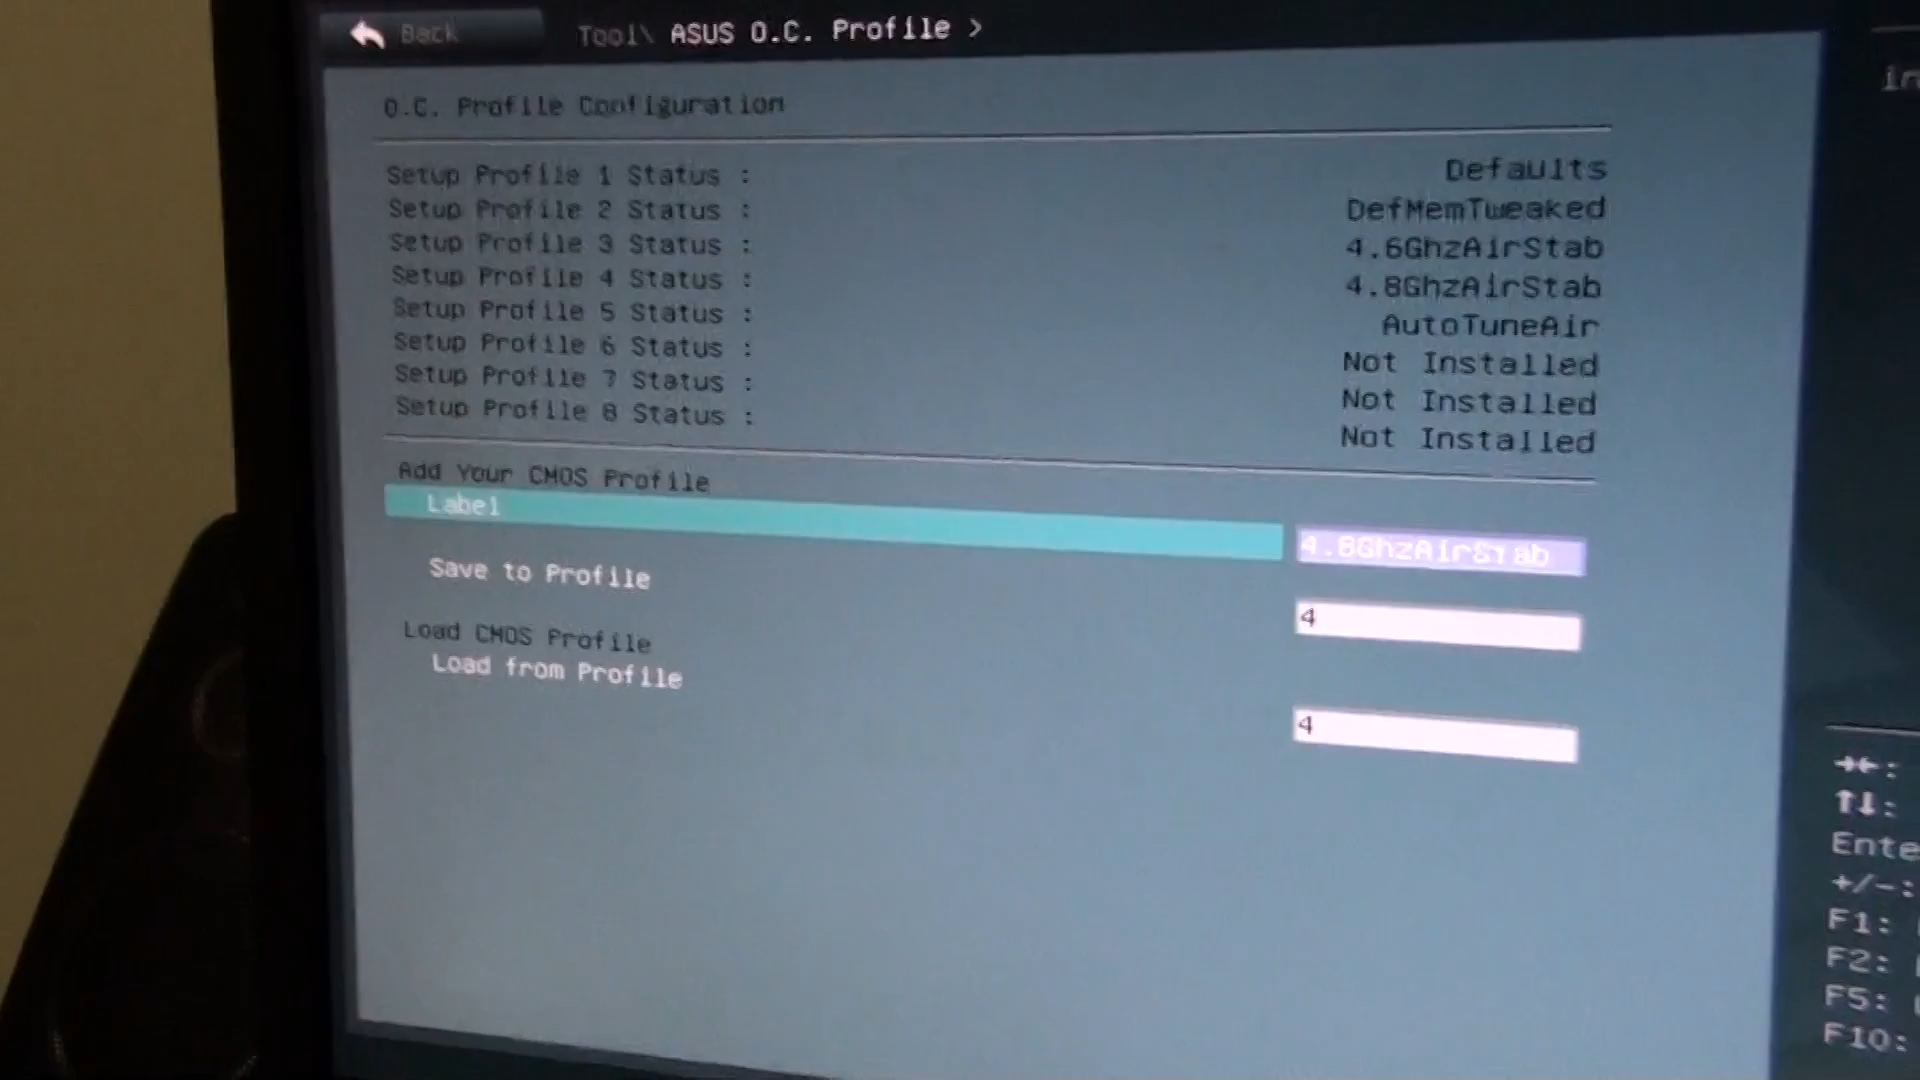 Back Tool\ ASUS O.C. Profile >
O.C. Profile Configuration
Setup Profile 1 Status : Defaults
Setup Profile 2 Status : DefMemTweaked
Setup Profile 3 Status : 4.6GhzAirStab
Setup Profile 4 Status : 4.8GhzAirStab
Setup Profile 5 Status : AutoTuneAir
Setup Profile 6 Status : Not Installed
Setup Profile 7 Status : Not Installed
Setup Profile 8 Status : Not Installed
Add Your CMOS Profile
Label 4.8GhzAirStab
Save to Profile 4
Load CMOS Profile
Load from Profile 4
→←:
↑↓:
+/-:
F1:
F2:
F5:
F10: